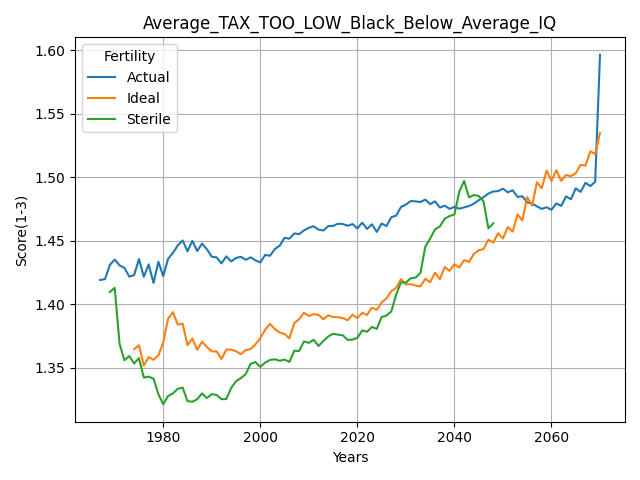 Average_TAX_TOO_LOW_Black_Below_Average_IQ
Fertility
Actual
Ideal
Sterile
1.60
1.55
1.50
1.45
1.40
1.35
Score(1-3)
1980
2000
2020
2040
2060
Years